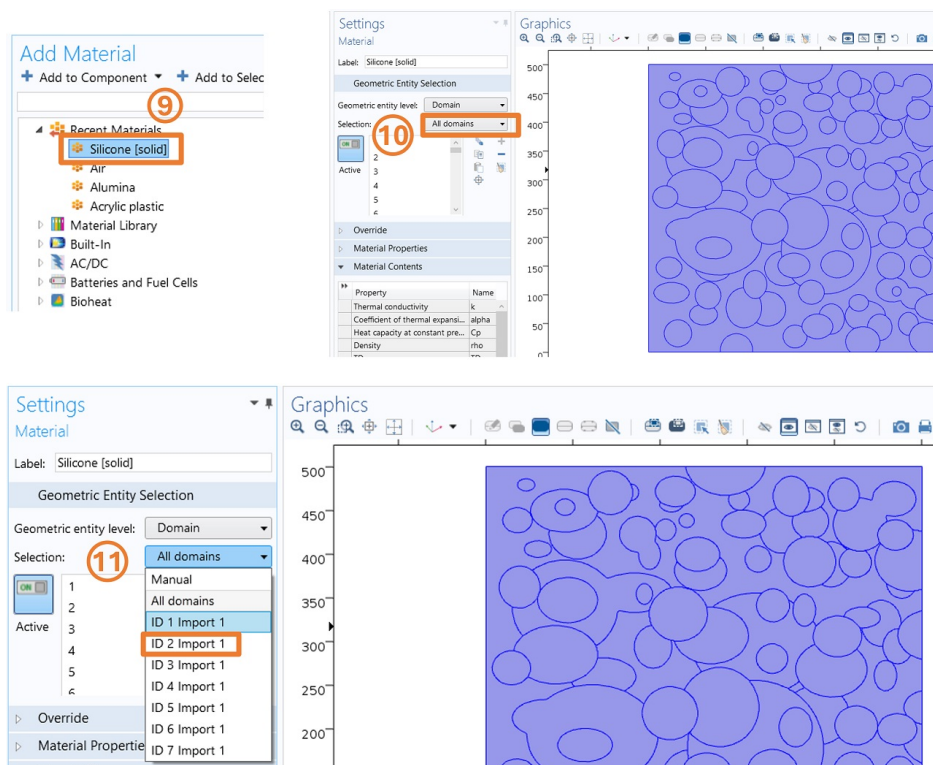 Add Material
+ Add to Component + Add to Selec
9
Recent Materials
Silicone [solid]
Air
Alumina
Acrylic plastic
Material Library
Built-In
AC/DC
Batteries and Fuel Cells
Bioheat
Settings
Material
Label: Silicone [solid]
Geometric Entity Selection
Geometric entity level: Domain
Selection: All domains
10
ON
2
Active 3
4
5
6
Override
Material Properties
Material Contents
Property Name
Thermal conductivity k
Coefficient of thermal expansi... alpha
Heat capacity at constant pre... Cp
Density rho
Graphics
500
450
400
350
300
250
200
150
100
50
0
Settings
Material
Label: Silicone [solid]
Geometric Entity Selection
Geometric entity level: Domain
Selection: All domains
11
ON
Active
1
2
3
4
5
6
Manual
All domains
ID 1 Import 1
ID 2 Import 1
ID 3 Import 1
ID 4 Import 1
ID 5 Import 1
ID 6 Import 1
ID 7 Import 1
Override
Material Propertie
Graphics
500
450
400
350
300
250
200